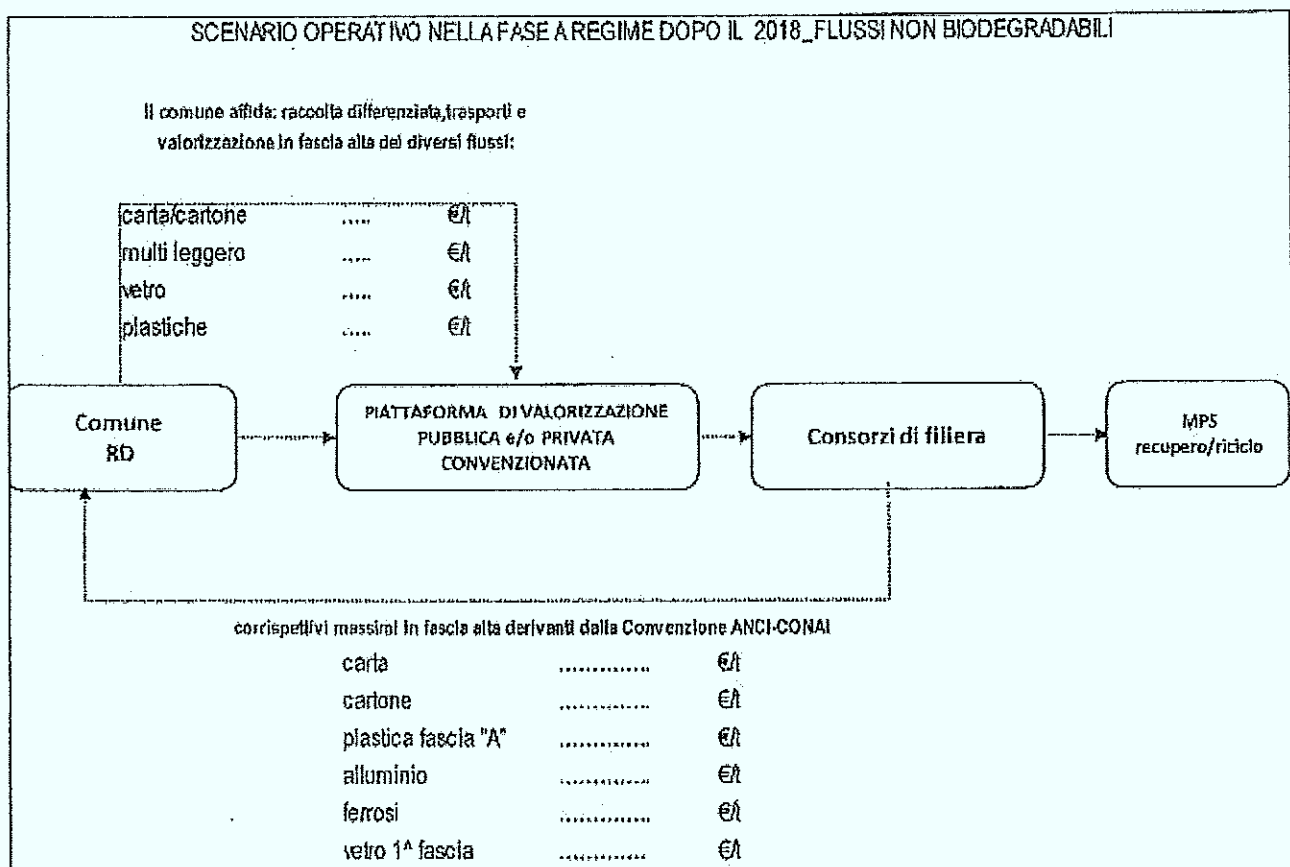 SCENARIO OPERATIVO NELLA FASE A REGIME DOPO IL 2018_FLUSSI NON BIODEGRADABILI
Il comune affida: raccolta differenziata,trasporti e
valorizzazione in fascia alta dei diversi flussi:
carta/cartone ..... €/t
multi leggero ..... €/t
vetro ..... €/t
plastiche ..... €/t
Comune
RD
PIATTAFORMA DI VALORIZZAZIONE
PUBBLICA e/o PRIVATA
CONVENZIONATA
Consorzi di filiera
MPS
recupero/riciclo
corrispettivi massimi in fascia alta derivanti dalla Convenzione ANCI-CONAI
carta ............. €/t
cartone ............. €/t
plastica fascia "A" ............. €/t
alluminio ............. €/t
ferrosi ............. €/t
vetro 1^ fascia ............. €/t